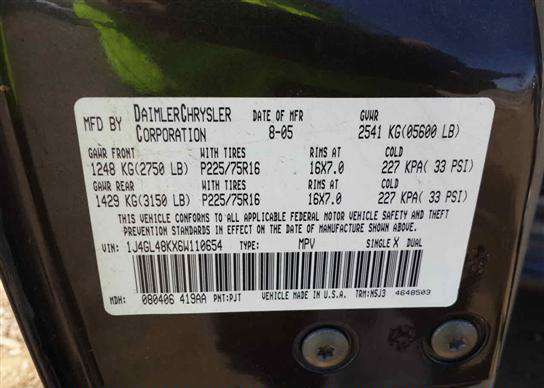 MFD BY DAIMLERCHRYSLER CORPORATION DATE OF MFR 8-05 GVWR 2541 KG(05600 LB)
GAWR FRONT WITH TIRES RIMS AT COLD
1248 KG(2750 LB) P225/75R16 16X7.0 227 KPA( 33 PSI)
GAWR REAR WITH TIRES RIMS AT COLD
1429 KG(3150 LB) P225/75R16 16X7.0 227 KPA( 33 PSI)
THIS VEHICLE CONFORMS TO ALL APPLICABLE FEDERAL MOTOR VEHICLE SAFETY AND THEFT
PREVENTION STANDARDS IN EFFECT ON THE DATE OF MANUFACTURE SHOWN ABOVE.
VIN: 1J4GL48KX6W110654 TYPE: MPV SINGLE X DUAL
MDH: 080406 419AA PNT:PJT VEHICLE MADE IN U.S.A. TRM:MSJ3 4648503